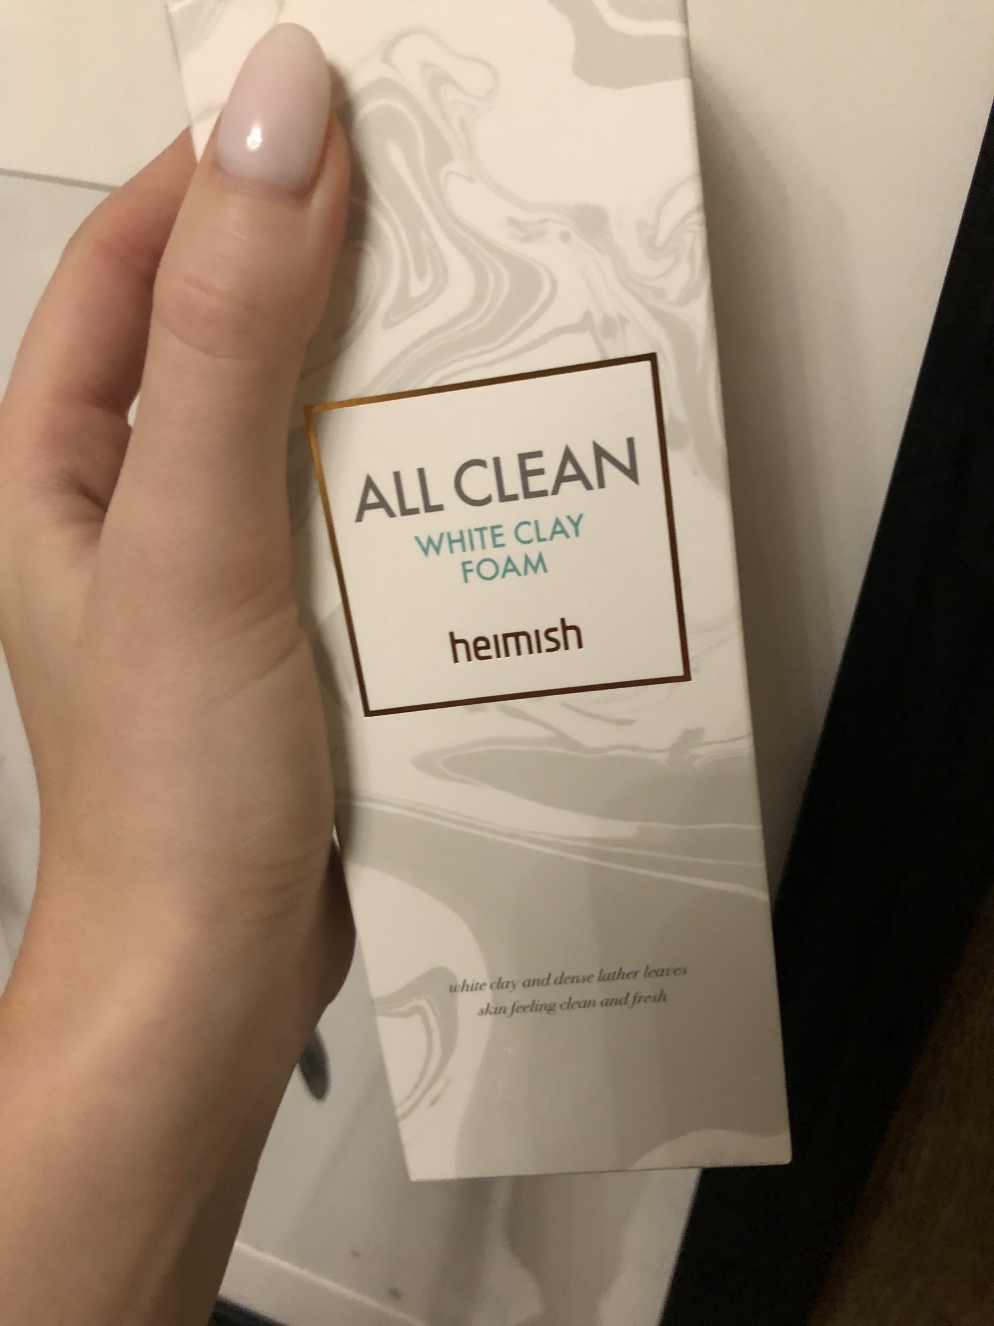 ALL CLEAN
WHITE CLAY
FOAM
heimish
white clay and dense lather leaves
skin feeling clean and fresh